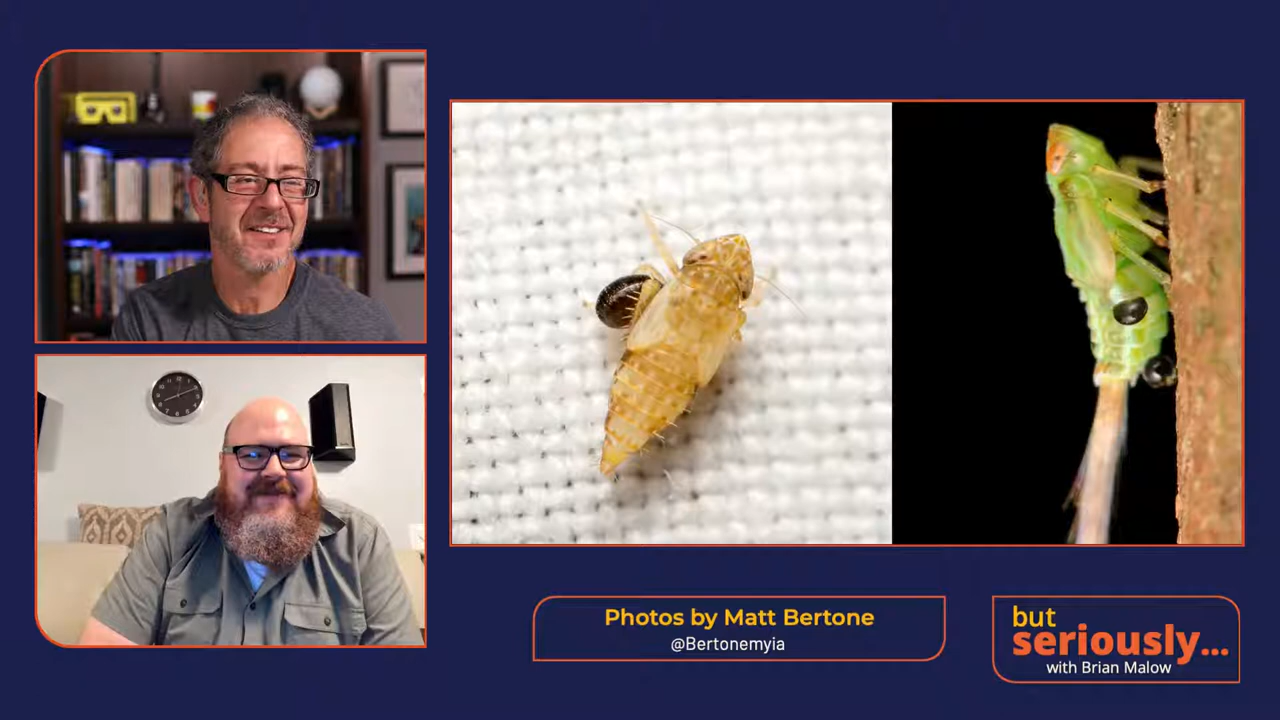 Photos by Matt Bertone
@Bertonemyia
but
seriously...
with Brian Malow